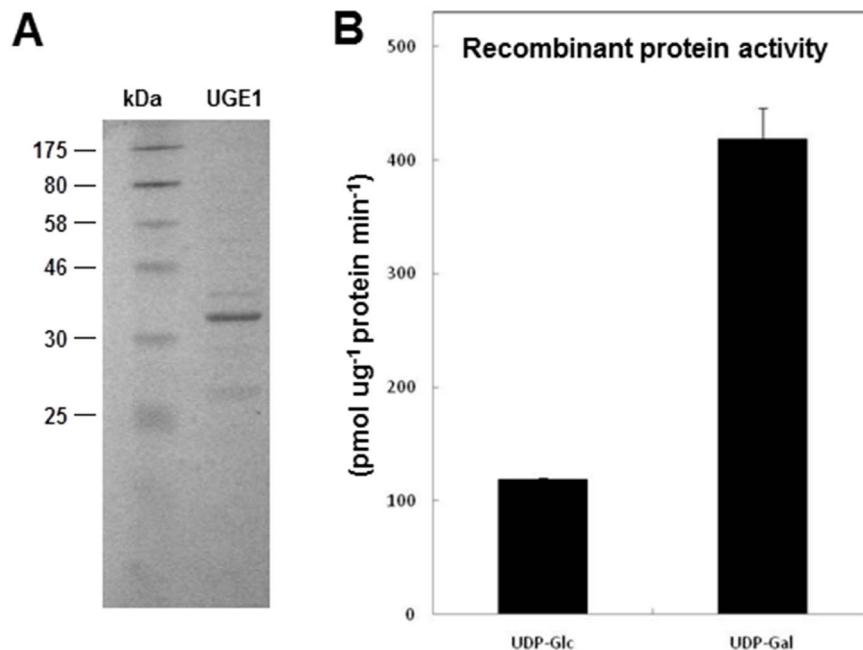 A
kDa UGE1
175
80
58
46
30
25
B
Recombinant protein activity
(pmol ug⁻¹ protein min⁻¹)
500
400
300
200
100
0
UDP-Glc UDP-Gal